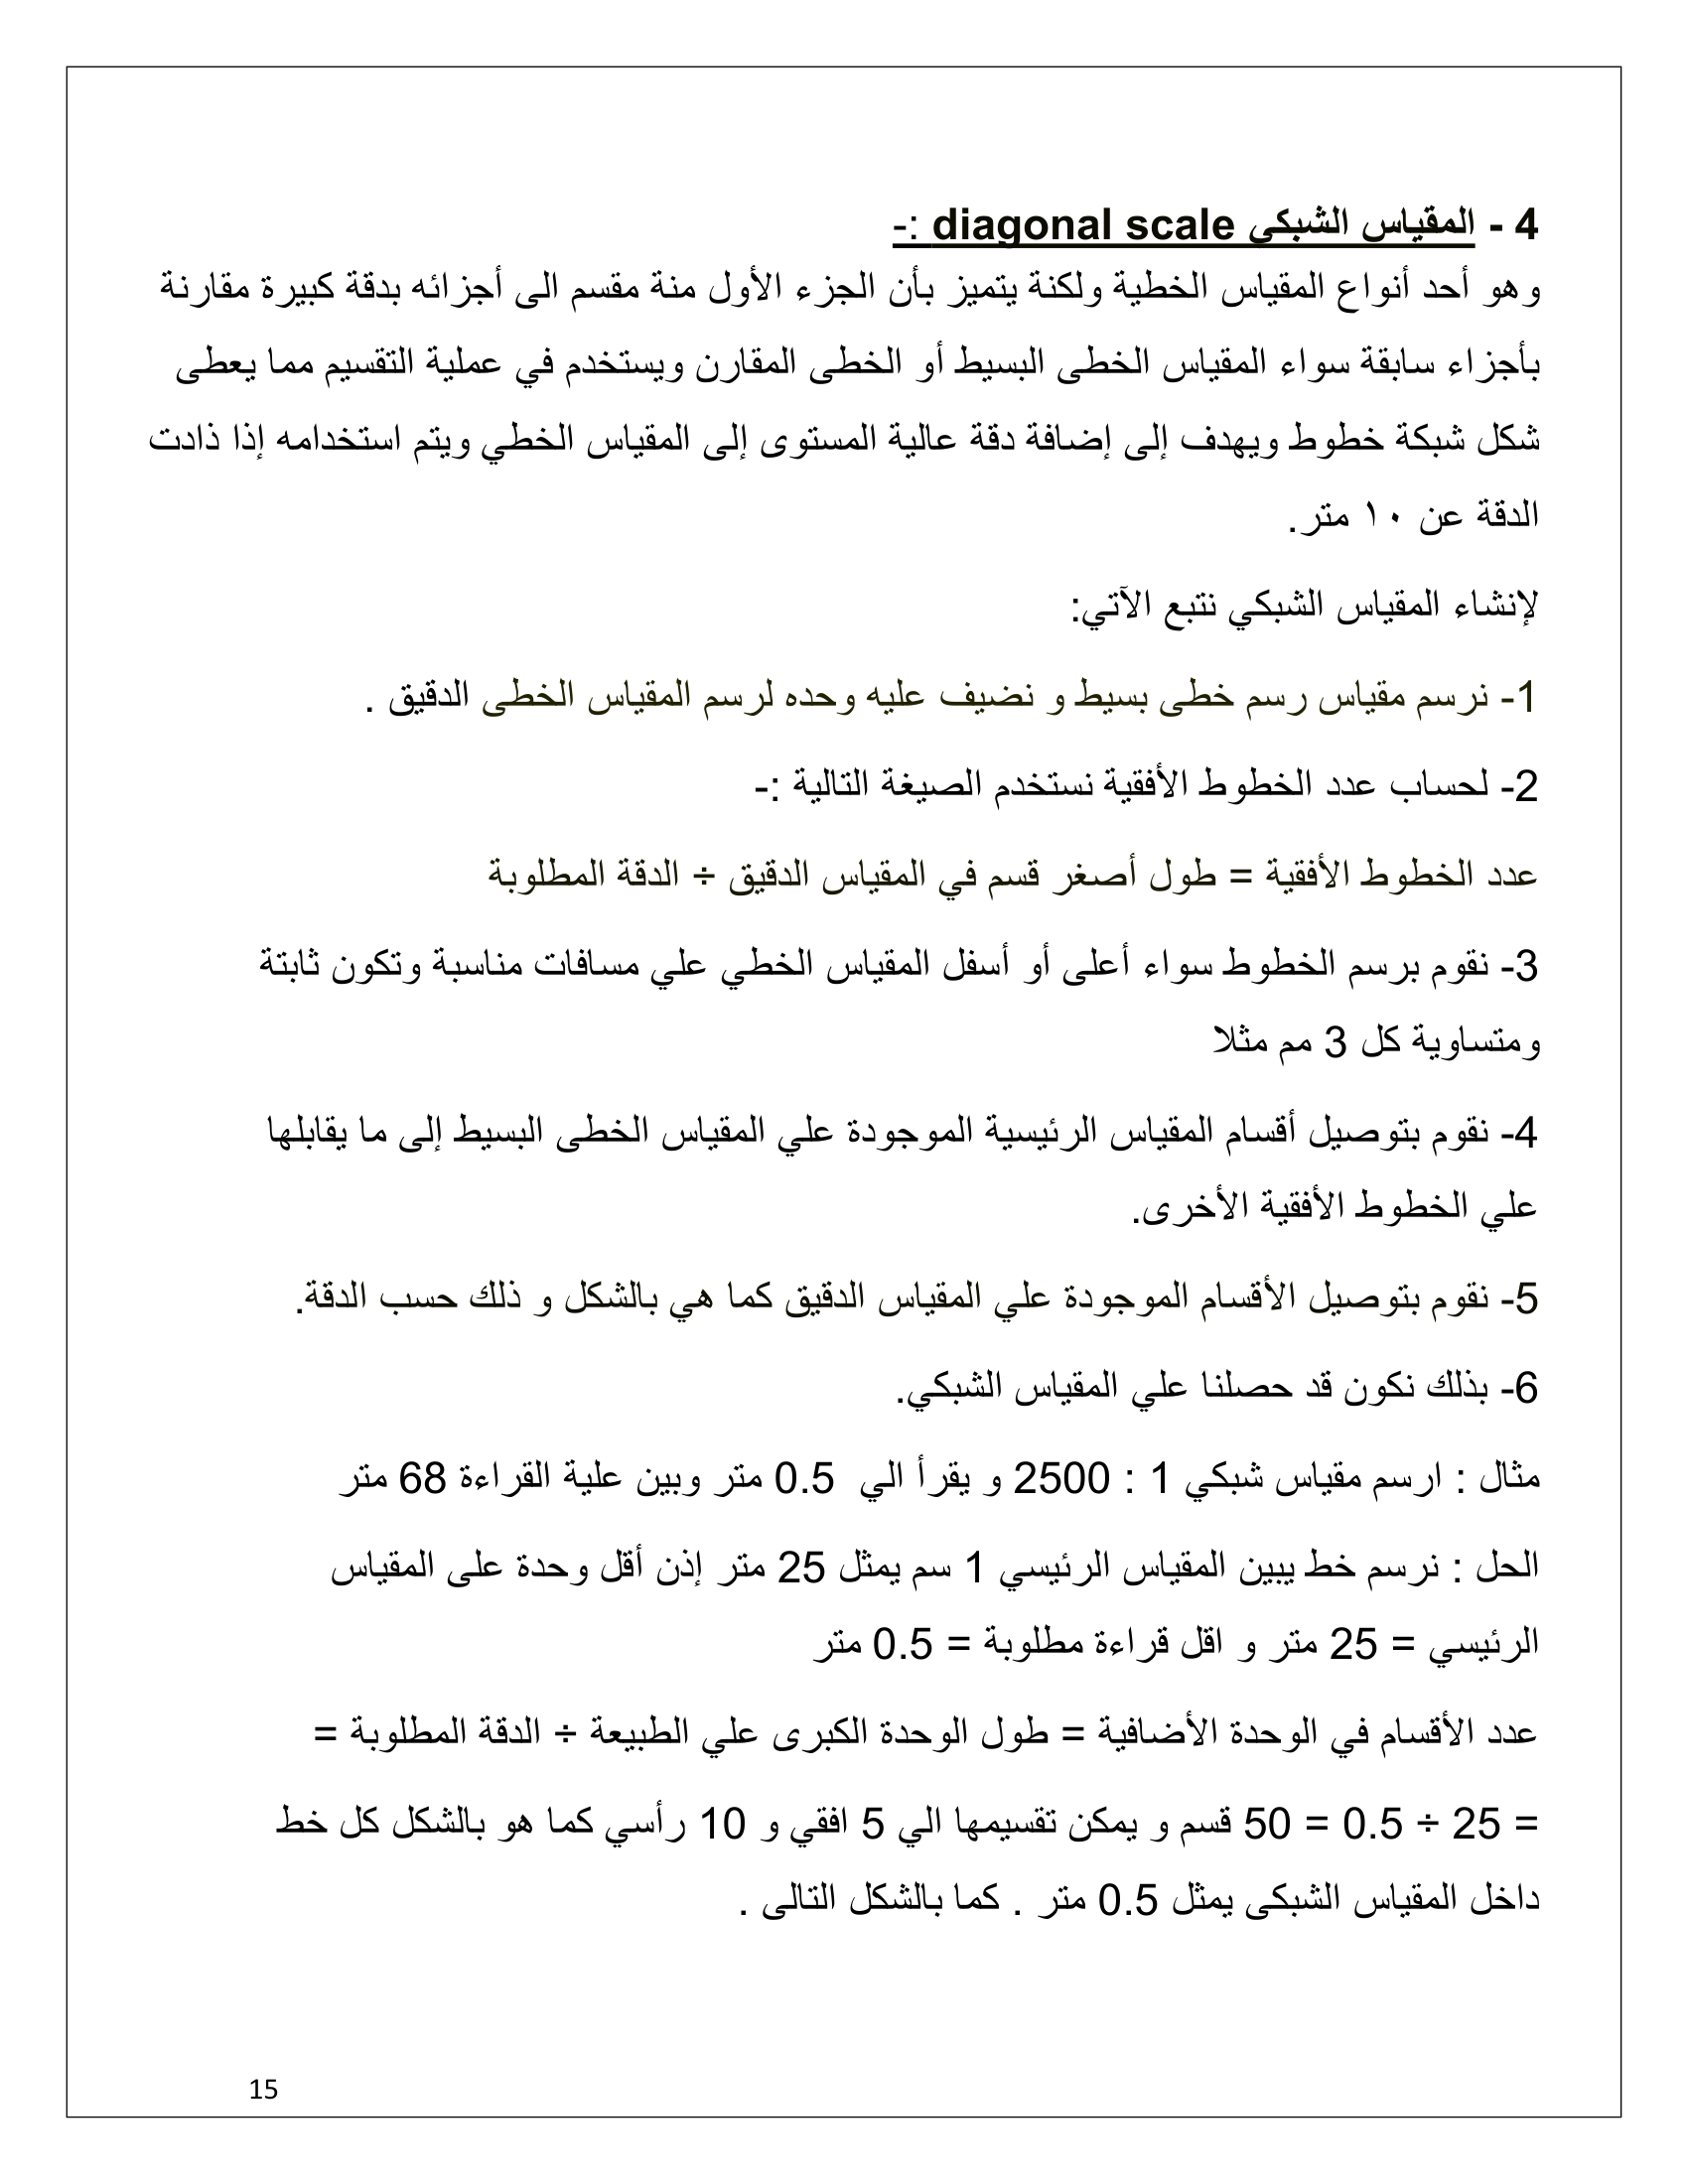 4 - المقياس الشبكي diagonal scale :-
وهو أحد أنواع المقياس الخطية ولكنة يتميز بأن الجزء الأول منة مقسم الى أجزائه بدقة كبيرة مقارنة
بأجزاء سابقة سواء المقياس الخطى البسيط أو الخطى المقارن ويستخدم في عملية التقسيم مما يعطى
شكل شبكة خطوط ويهدف إلى إضافة دقة عالية المستوى إلى المقياس الخطي ويتم استخدامه إذا ذادت
الدقة عن ١٠ متر.
لإنشاء المقياس الشبكي نتبع الآتي:
1- نرسم مقياس رسم خطى بسيط و نضيف عليه وحده لرسم المقياس الخطى الدقيق .
2- لحساب عدد الخطوط الأفقية نستخدم الصيغة التالية :-
عدد الخطوط الأفقية = طول أصغر قسم في المقياس الدقيق ÷ الدقة المطلوبة
3- نقوم برسم الخطوط سواء أعلى أو أسفل المقياس الخطي علي مسافات مناسبة وتكون ثابتة
ومتساوية كل 3 مم مثلا
4- نقوم بتوصيل أقسام المقياس الرئيسية الموجودة علي المقياس الخطى البسيط إلى ما يقابلها
علي الخطوط الأفقية الأخرى.
5- نقوم بتوصيل الأقسام الموجودة علي المقياس الدقيق كما هي بالشكل و ذلك حسب الدقة.
6- بذلك نكون قد حصلنا علي المقياس الشبكي.
مثال : ارسم مقياس شبكي 1 : 2500 و يقرأ الي 0.5 متر وبين علية القراءة 68 متر
الحل : نرسم خط يبين المقياس الرئيسي 1 سم يمثل 25 متر إذن أقل وحدة على المقياس
الرئيسي = 25 متر و اقل قراءة مطلوبة = 0.5 متر
عدد الأقسام في الوحدة الأضافية = طول الوحدة الكبرى علي الطبيعة ÷ الدقة المطلوبة =
= 25 ÷ 0.5 = 50 قسم و يمكن تقسيمها الي 5 افقي و 10 رأسي كما هو بالشكل كل خط
داخل المقياس الشبكى يمثل 0.5 متر . كما بالشكل التالى .
15